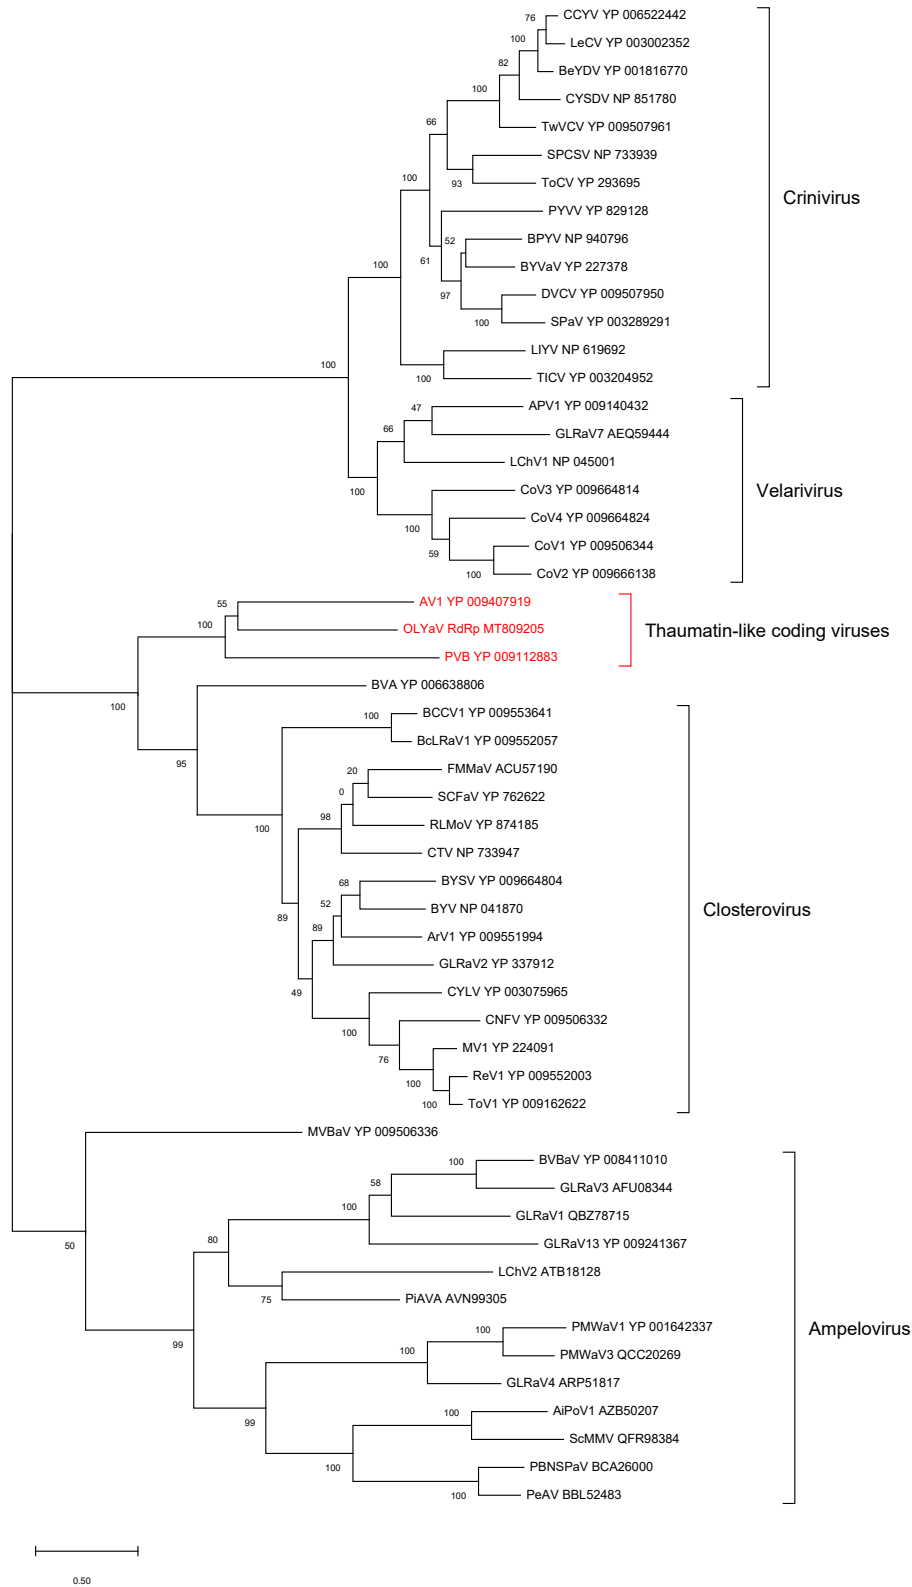 CCYV YP 006522442
76
LeCV YP 003002352
100
BeYDV YP 001816770
82
CYSDV NP 851780
100
TwVCV YP 009507961
66
SPCSV NP 733939
93
ToCV YP 293695
100
Crinivirus
PYVV YP 829128
52
BPYV NP 940796
61
BYVaV YP 227378
97
DVCV YP 009507950
100
SPaV YP 003289291
100
LIYV NP 619692
100
TICV YP 003204952
100
APV1 YP 009140432
47
GLRaV7 AEQ59444
66
LChV1 NP 045001
100
Velarivirus
CoV3 YP 009664814
100
CoV4 YP 009664824
59
CoV1 YP 009506344
100
CoV2 YP 009666138
AV1 YP 009407919
55
OLYaV RdRp MT809205
100
Thaumatin-like coding viruses
PVB YP 009112883
100
BVA YP 006638806
95
BCCV1 YP 009553641
100
BcLRaV1 YP 009552057
100
FMMaV ACU57190
20
SCFaV YP 762622
0
RLMoV YP 874185
98
CTV NP 733947
89
BYSV YP 009664804
68
BYV NP 041870
52
Closterovirus
ArV1 YP 009551994
89
GLRaV2 YP 337912
49
CYLV YP 003075965
100
CNFV YP 009506332
76
MV1 YP 224091
100
ReV1 YP 009552003
100
ToV1 YP 009162622
MVBaV YP 009506336
50
BVBaV YP 008411010
100
GLRaV3 AFU08344
58
GLRaV1 QBZ78715
100
GLRaV13 YP 009241367
80
LChV2 ATB18128
75
PiAVA AVN99305
99
Ampelovirus
PMWaV1 YP 001642337
100
PMWaV3 QCC20269
100
GLRaV4 ARP51817
99
AiPoV1 AZB50207
100
ScMMV QFR98384
100
PBNSPaV BCA26000
100
PeAV BBL52483
0.50